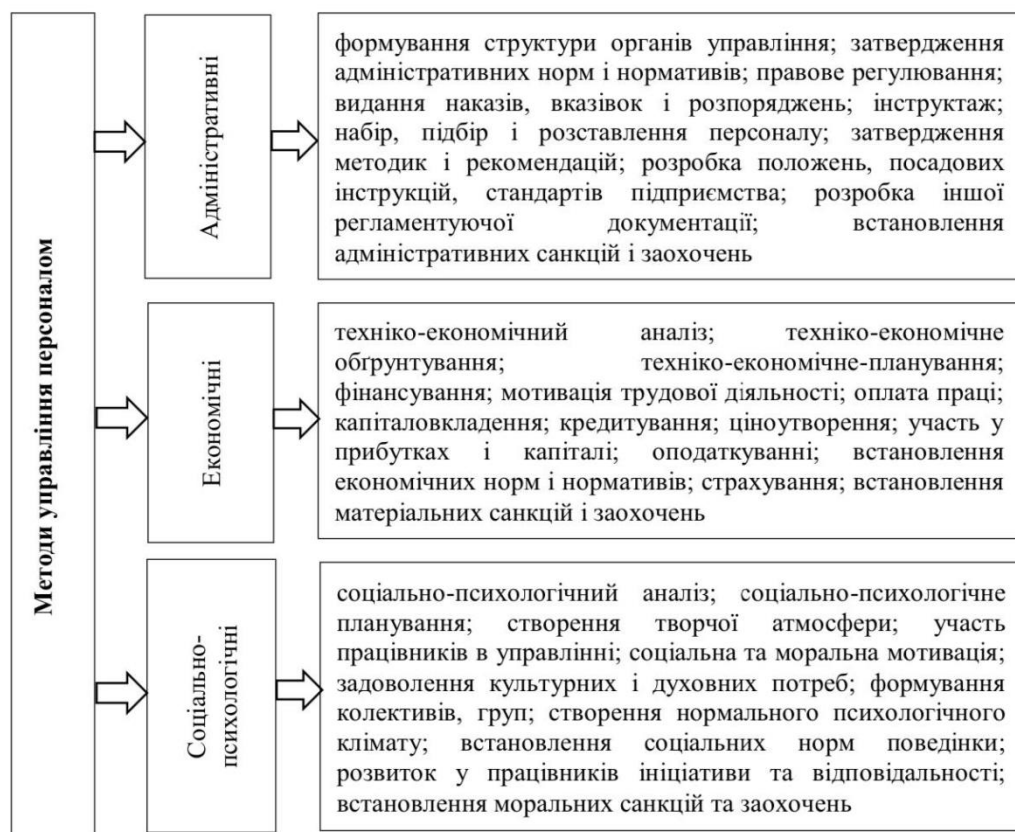 Методи управління персоналом
Адміністративні
формування структури органів управління; затвердження
адміністративних норм і нормативів; правове регулювання;
видання наказів, вказівок і розпоряджень; інструктаж;
набір, підбір і розставлення персоналу; затвердження
методик і рекомендацій; розробка положень, посадових
інструкцій, стандартів підприємства; розробка іншої
регламентуючої документації; встановлення
адміністративних санкцій і заохочень
Економічні
техніко-економічний аналіз; техніко-економічне
обґрунтування; техніко-економічне-планування;
фінансування; мотивація трудової діяльності; оплата праці;
капіталовкладення; кредитування; ціноутворення; участь у
прибутках і капіталі; оподаткуванні; встановлення
економічних норм і нормативів; страхування; встановлення
матеріальних санкцій і заохочень
Соціально-
психологічні
соціально-психологічний аналіз; соціально-психологічне
планування; створення творчої атмосфери; участь
працівників в управлінні; соціальна та моральна мотивація;
задоволення культурних і духовних потреб; формування
колективів, груп; створення нормального психологічного
клімату; встановлення соціальних норм поведінки;
розвиток у працівників ініціативи та відповідальності;
встановлення моральних санкцій та заохочень